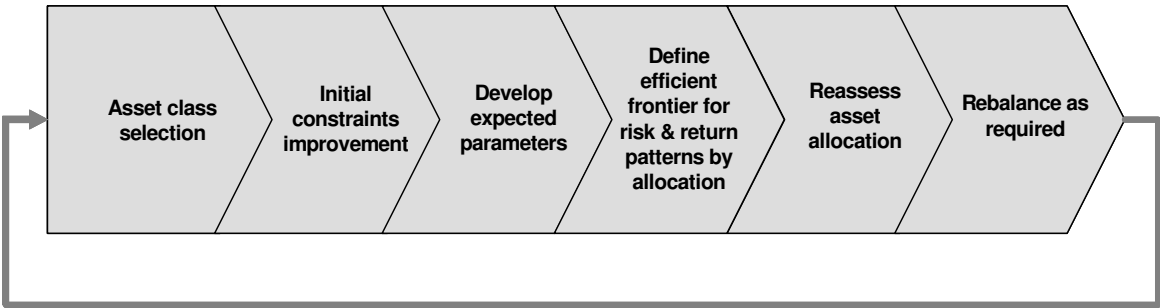 Asset class
selection
Initial
constraints
improvement
Develop
expected
parameters
Define
efficient
frontier for
risk & return
patterns by
allocation
Reassess
asset
allocation
Rebalance as
required